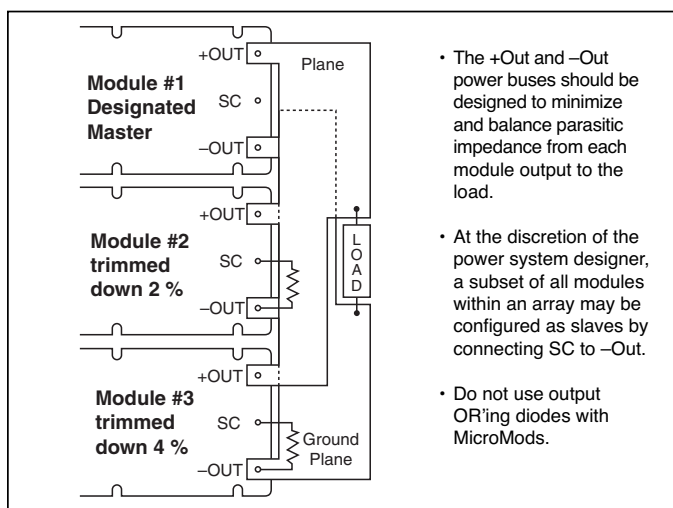 +OUT
Plane
Module #1
Designated
Master
SC
–OUT
+OUT
Module #2
trimmed
down 2 %
SC
–OUT
LOAD
+OUT
Module #3
trimmed
down 4 %
SC
Ground
Plane
–OUT
• The +Out and –Out
power buses should be
designed to minimize
and balance parasitic
impedance from each
module output to the
load.
• At the discretion of the
power system designer,
a subset of all modules
within an array may be
configured as slaves by
connecting SC to –Out.
• Do not use output
OR'ing diodes with
MicroMods.